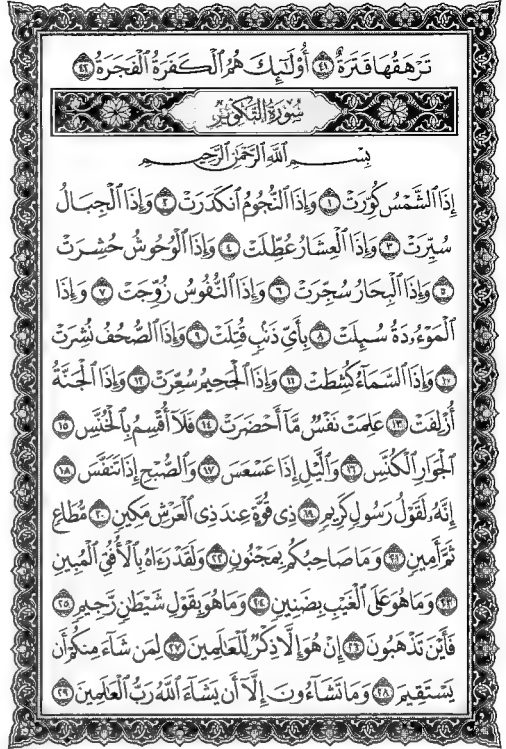 تَرْهَقُهَا قَتَرَةٌ ٤١ أُوْلَٰٓئِكَ هُمُ ٱلْكَفَرَةُ ٱلْفَجَرَةُ ٤٢
سُورَةُ التَّكْوِيرِ
بِسْمِ ٱللَّهِ ٱلرَّحْمَٰنِ ٱلرَّحِيمِ
إِذَا ٱلشَّمْسُ كُوِّرَتْ ١ وَإِذَا ٱلنُّجُومُ ٱنكَدَرَتْ ٢ وَإِذَا ٱلْجِبَالُ
سُيِّرَتْ ٣ وَإِذَا ٱلْعِشَارُ عُطِّلَتْ ٤ وَإِذَا ٱلْوُحُوشُ حُشِرَتْ
٥ وَإِذَا ٱلْبِحَارُ سُجِّرَتْ ٦ وَإِذَا ٱلنُّفُوسُ زُوِّجَتْ ٧ وَإِذَا
ٱلْمَوْءُۥدَةُ سُئِلَتْ ٨ بِأَيِّ ذَنۢبٍ قُتِلَتْ ٩ وَإِذَا ٱلصُّحُفُ نُشِرَتْ
١٠ وَإِذَا ٱلسَّمَآءُ كُشِطَتْ ١١ وَإِذَا ٱلْجَحِيمُ سُعِّرَتْ ١٢ وَإِذَا ٱلْجَنَّةُ
أُزْلِفَتْ ١٣ عَلِمَتْ نَفْسٌ مَّآ أَحْضَرَتْ ١٤ فَلَآ أُقْسِمُ بِٱلْخُنَّسِ ١٥
ٱلْجَوَارِ ٱلْكُنَّسِ ١٦ وَٱلَّيْلِ إِذَا عَسْعَسَ ١٧ وَٱلصُّبْحِ إِذَا تَنَفَّسَ ١٨
إِنَّهُۥ لَقَوْلُ رَسُولٍ كَرِيمٍ ١٩ ذِي قُوَّةٍ عِندَ ذِي ٱلْعَرْشِ مَكِينٍ ٢٠ مُّطَاعٍ
ثَمَّ أَمِينٍ ٢١ وَمَا صَاحِبُكُم بِمَجْنُونٍ ٢٢ وَلَقَدْ رَءَاهُ بِٱلْأُفُقِ ٱلْمُبِينِ
٢٣ وَمَا هُوَ عَلَى ٱلْغَيْبِ بِضَنِينٍ ٢٤ وَمَا هُوَ بِقَوْلِ شَيْطَٰنٍ رَّجِيمٍ ٢٥
فَأَيْنَ تَذْهَبُونَ ٢٦ إِنْ هُوَ إِلَّا ذِكْرٌ لِّلْعَٰلَمِينَ ٢٧ لِمَن شَآءَ مِنكُمْ أَن
يَسْتَقِيمَ ٢٨ وَمَا تَشَآءُونَ إِلَّآ أَن يَشَآءَ ٱللَّهُ رَبُّ ٱلْعَٰلَمِينَ ٢٩